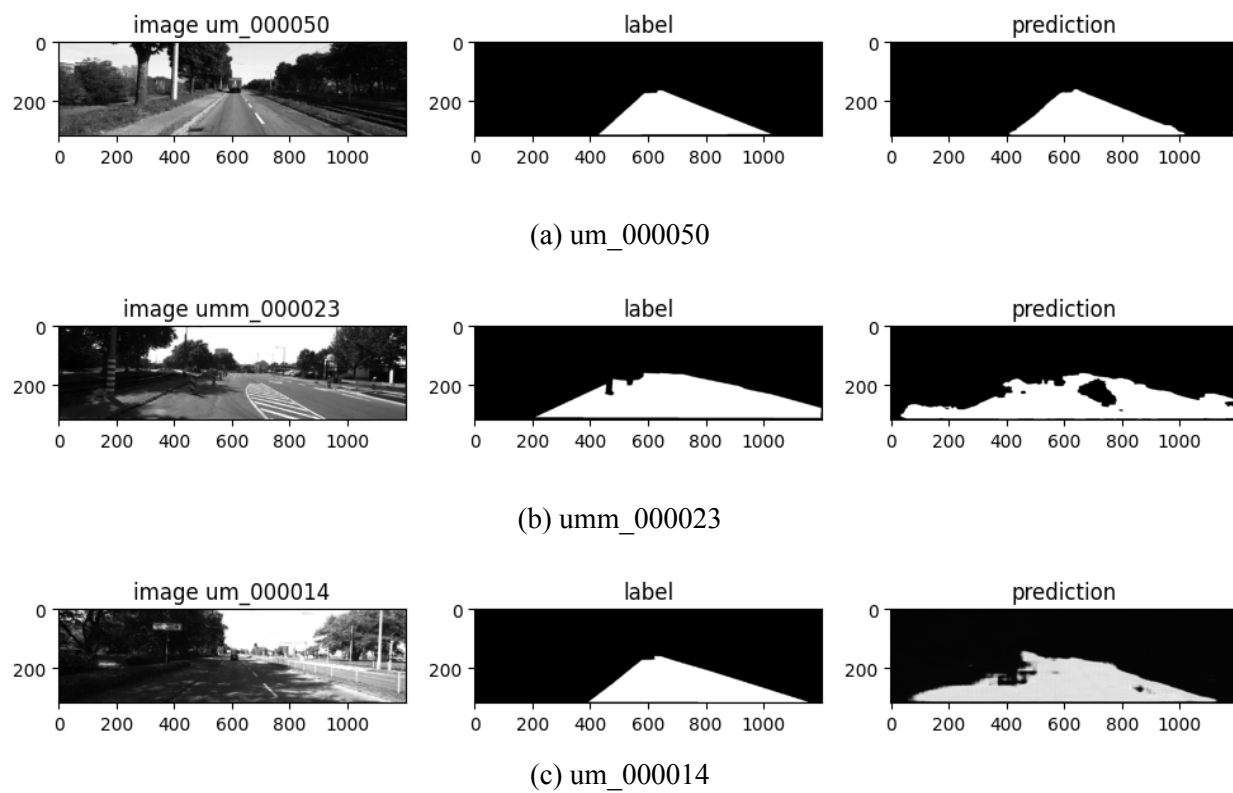 image um_000050 label prediction
0 0 0
200 200 200
0 200 400 600 800 1000 0 200 400 600 800 1000 0 200 400 600 800 1000
(a) um_000050
image umm_000023 label prediction
0 0 0
200 200 200
0 200 400 600 800 1000 0 200 400 600 800 1000 0 200 400 600 800 1000
(b) umm_000023
image um_000014 label prediction
0 0 0
200 200 200
0 200 400 600 800 1000 0 200 400 600 800 1000 0 200 400 600 800 1000
(c) um_000014